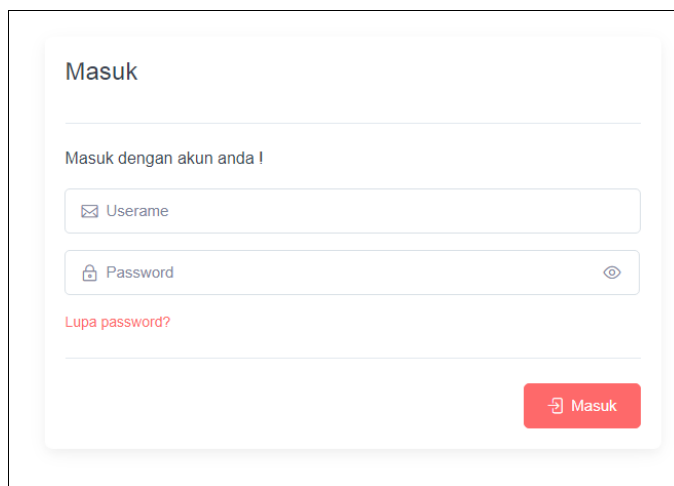 Masuk
Masuk dengan akun anda !
Userame
Password
Lupa password?
Masuk